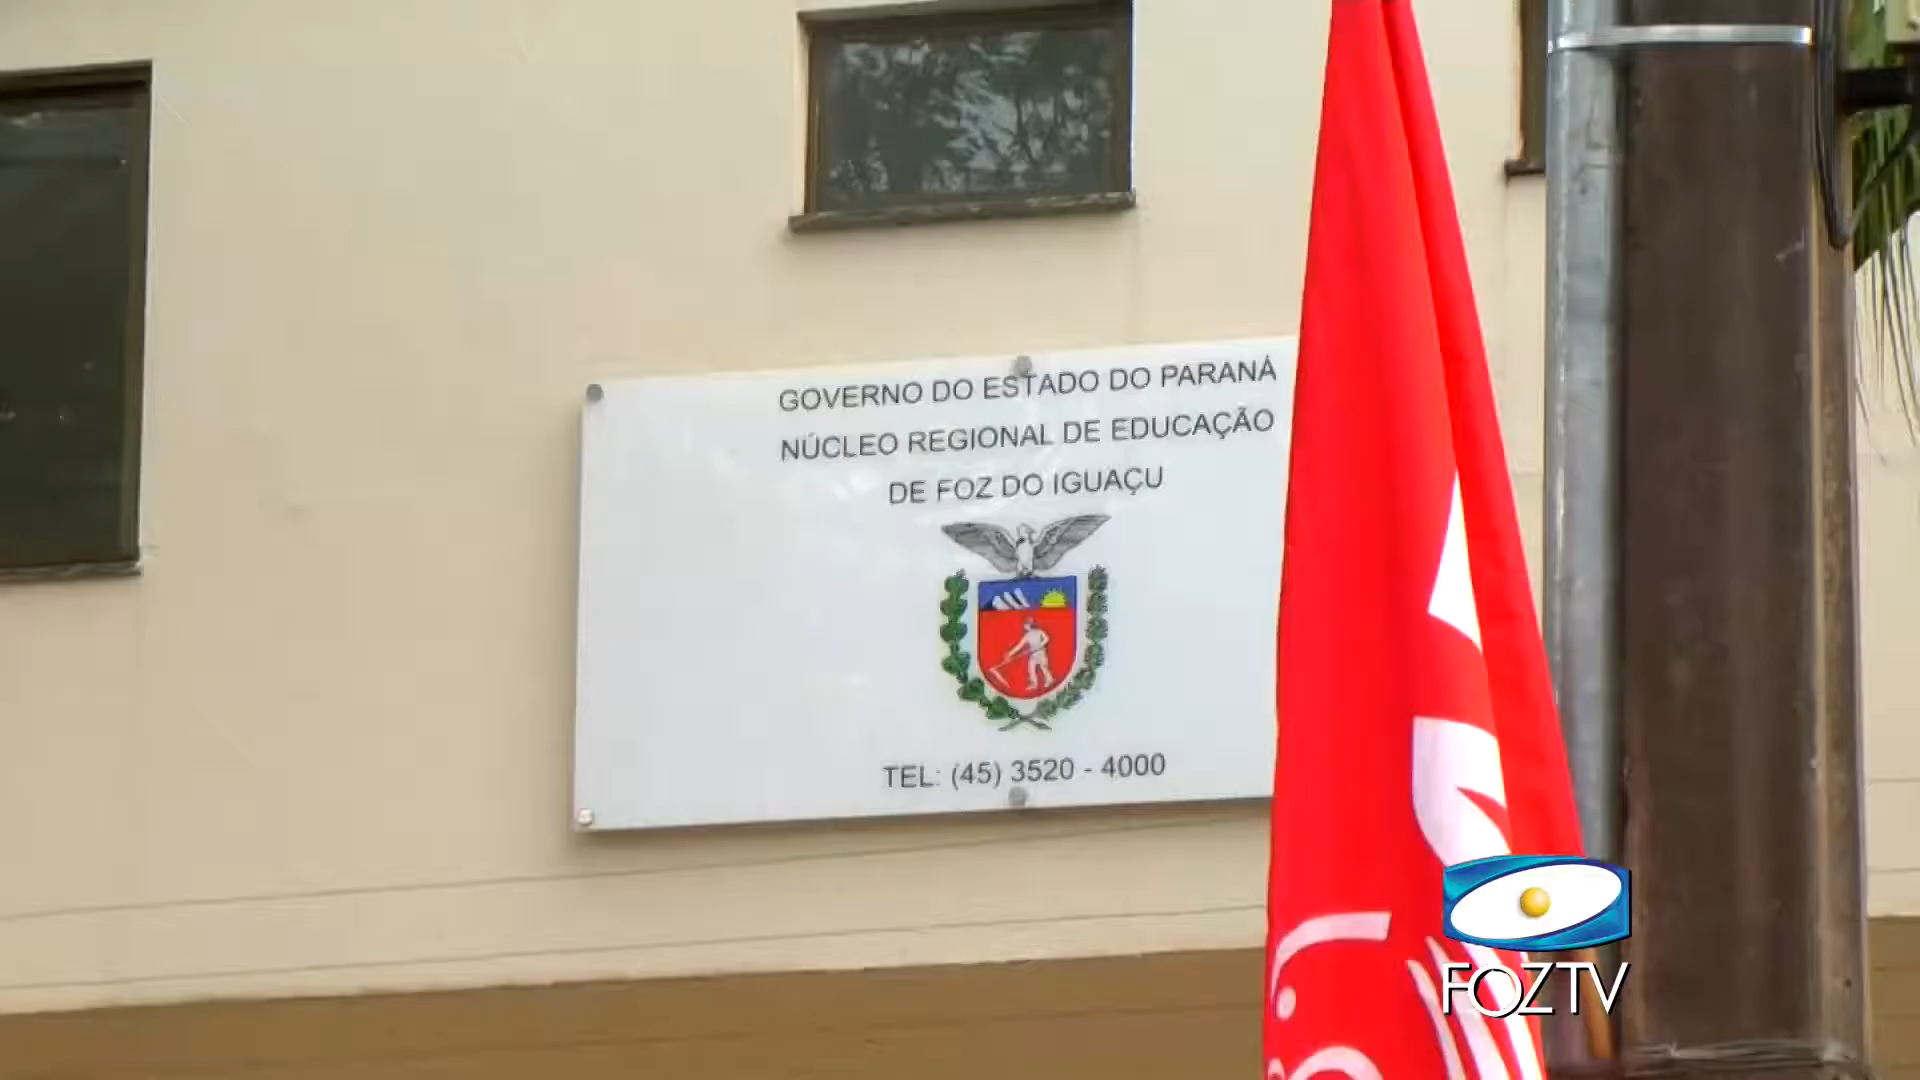 GOVERNO DO ESTADO DO PARANÁ
NÚCLEO REGIONAL DE EDUCAÇÃO
DE FOZ DO IGUAÇU
TEL: (45) 3520 - 4000
FOZTV